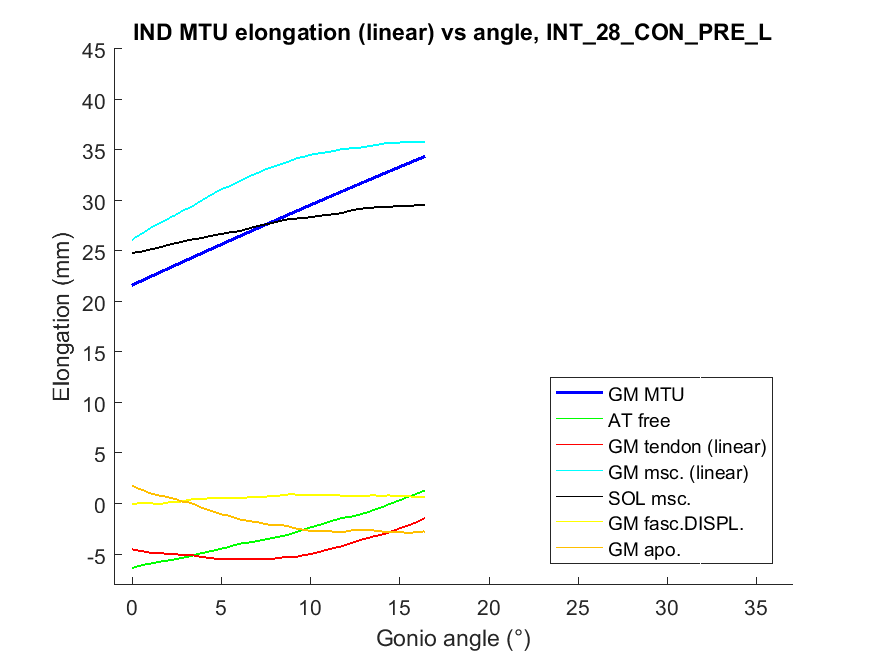 IND MTU elongation (linear) vs angle, INT_28_CON_PRE_L
45
40
35
30
25
20
15
10
5
0
-5
Elongation (mm)
GM MTU
AT free
GM tendon (linear)
GM msc. (linear)
SOL msc.
GM fasc.DISPL.
GM apo.
0 5 10 15 20 25 30 35
Gonio angle (°)